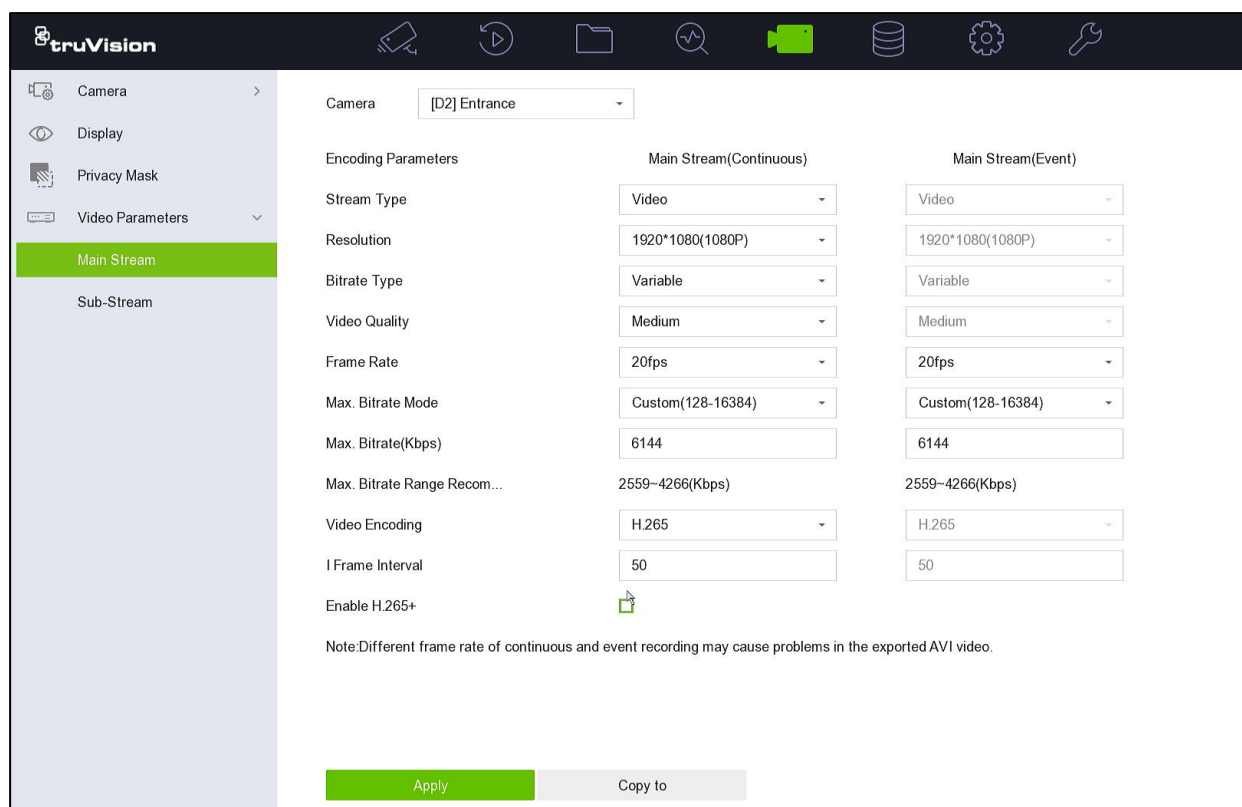 truVision
Camera
Display
Privacy Mask
Video Parameters
Main Stream
Sub-Stream
Camera [D2] Entrance
Encoding Parameters Main Stream(Continuous) Main Stream(Event)
Stream Type Video Video
Resolution 1920*1080(1080P) 1920*1080(1080P)
Bitrate Type Variable Variable
Video Quality Medium Medium
Frame Rate 20fps 20fps
Max. Bitrate Mode Custom(128-16384) Custom(128-16384)
Max. Bitrate(Kbps) 6144 6144
Max. Bitrate Range Recom... 2559~4266(Kbps) 2559~4266(Kbps)
Video Encoding H.265 H.265
I Frame Interval 50 50
Enable H.265+
Note:Different frame rate of continuous and event recording may cause problems in the exported AVI video.
Apply Copy to